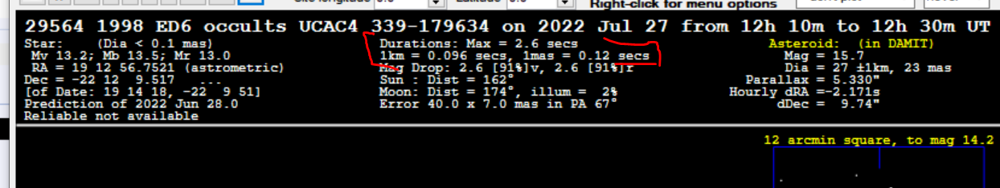 Right-click for menu options
29564 1998 ED6 occults UCAC4 339-179634 on 2022 Jul 27 from 12h 10m to 12h 30m UT
Star: (Dia < 0.1 mas) Durations: Max = 2.6 secs Asteroid: (in DAMIT)
Mv 13.2; Mb 13.5; Mr 13.0 1km = 0.096 secs, 1mas = 0.12 secs Mag = 15.7
RA = 19 12 56.7521 (astrometric) Mag Drop: 2.6 [91%]v, 2.6 [91%]r Dia = 27 ±1km, 23 mas
Dec = -22 12 9.517 ... Sun : Dist = 162° Parallax = 5.330"
[of Date: 19 14 18, -22 9 51] Moon: Dist = 174°, illum = 2% Hourly dRA =-2.171s
Prediction of 2022 Jun 28.0 Error 40.0 x 7.0 mas in PA 67° dDec = 9.74"
Reliable not available
12 arcmin square, to mag 14.2